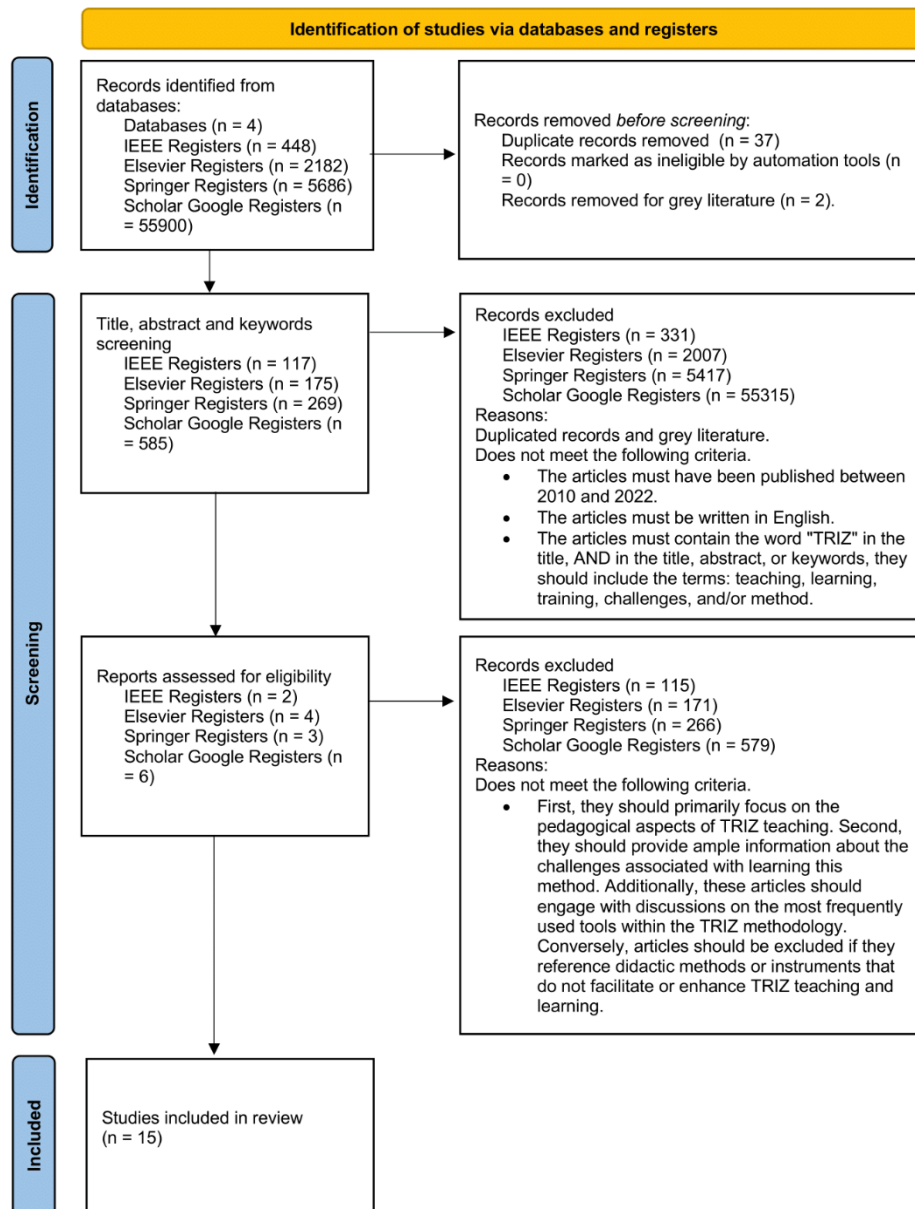 Identification of studies via databases and registers
Identification
Records identified from
databases:
Databases (n = 4)
IEEE Registers (n = 448)
Elsevier Registers (n = 2182)
Springer Registers (n = 5686)
Scholar Google Registers (n
= 55900)
Records removed before screening:
Duplicate records removed (n = 37)
Records marked as ineligible by automation tools (n
= 0)
Records removed for grey literature (n = 2).
Screening
Title, abstract and keywords
screening
IEEE Registers (n = 117)
Elsevier Registers (n = 175)
Springer Registers (n = 269)
Scholar Google Registers (n
= 585)
Records excluded
IEEE Registers (n = 331)
Elsevier Registers (n = 2007)
Springer Registers (n = 5417)
Scholar Google Registers (n = 55315)
Reasons:
Duplicated records and grey literature.
Does not meet the following criteria.
• The articles must have been published between
2010 and 2022.
• The articles must be written in English.
• The articles must contain the word "TRIZ" in the
title, AND in the title, abstract, or keywords, they
should include the terms: teaching, learning,
training, challenges, and/or method.
Reports assessed for eligibility
IEEE Registers (n = 2)
Elsevier Registers (n = 4)
Springer Registers (n = 3)
Scholar Google Registers (n
= 6)
Records excluded
IEEE Registers (n = 115)
Elsevier Registers (n = 171)
Springer Registers (n = 266)
Scholar Google Registers (n = 579)
Reasons:
Does not meet the following criteria.
• First, they should primarily focus on the
pedagogical aspects of TRIZ teaching. Second,
they should provide ample information about the
challenges associated with learning this
method. Additionally, these articles should
engage with discussions on the most frequently
used tools within the TRIZ methodology.
Conversely, articles should be excluded if they
reference didactic methods or instruments that
do not facilitate or enhance TRIZ teaching and
learning.
Included
Studies included in review
(n = 15)